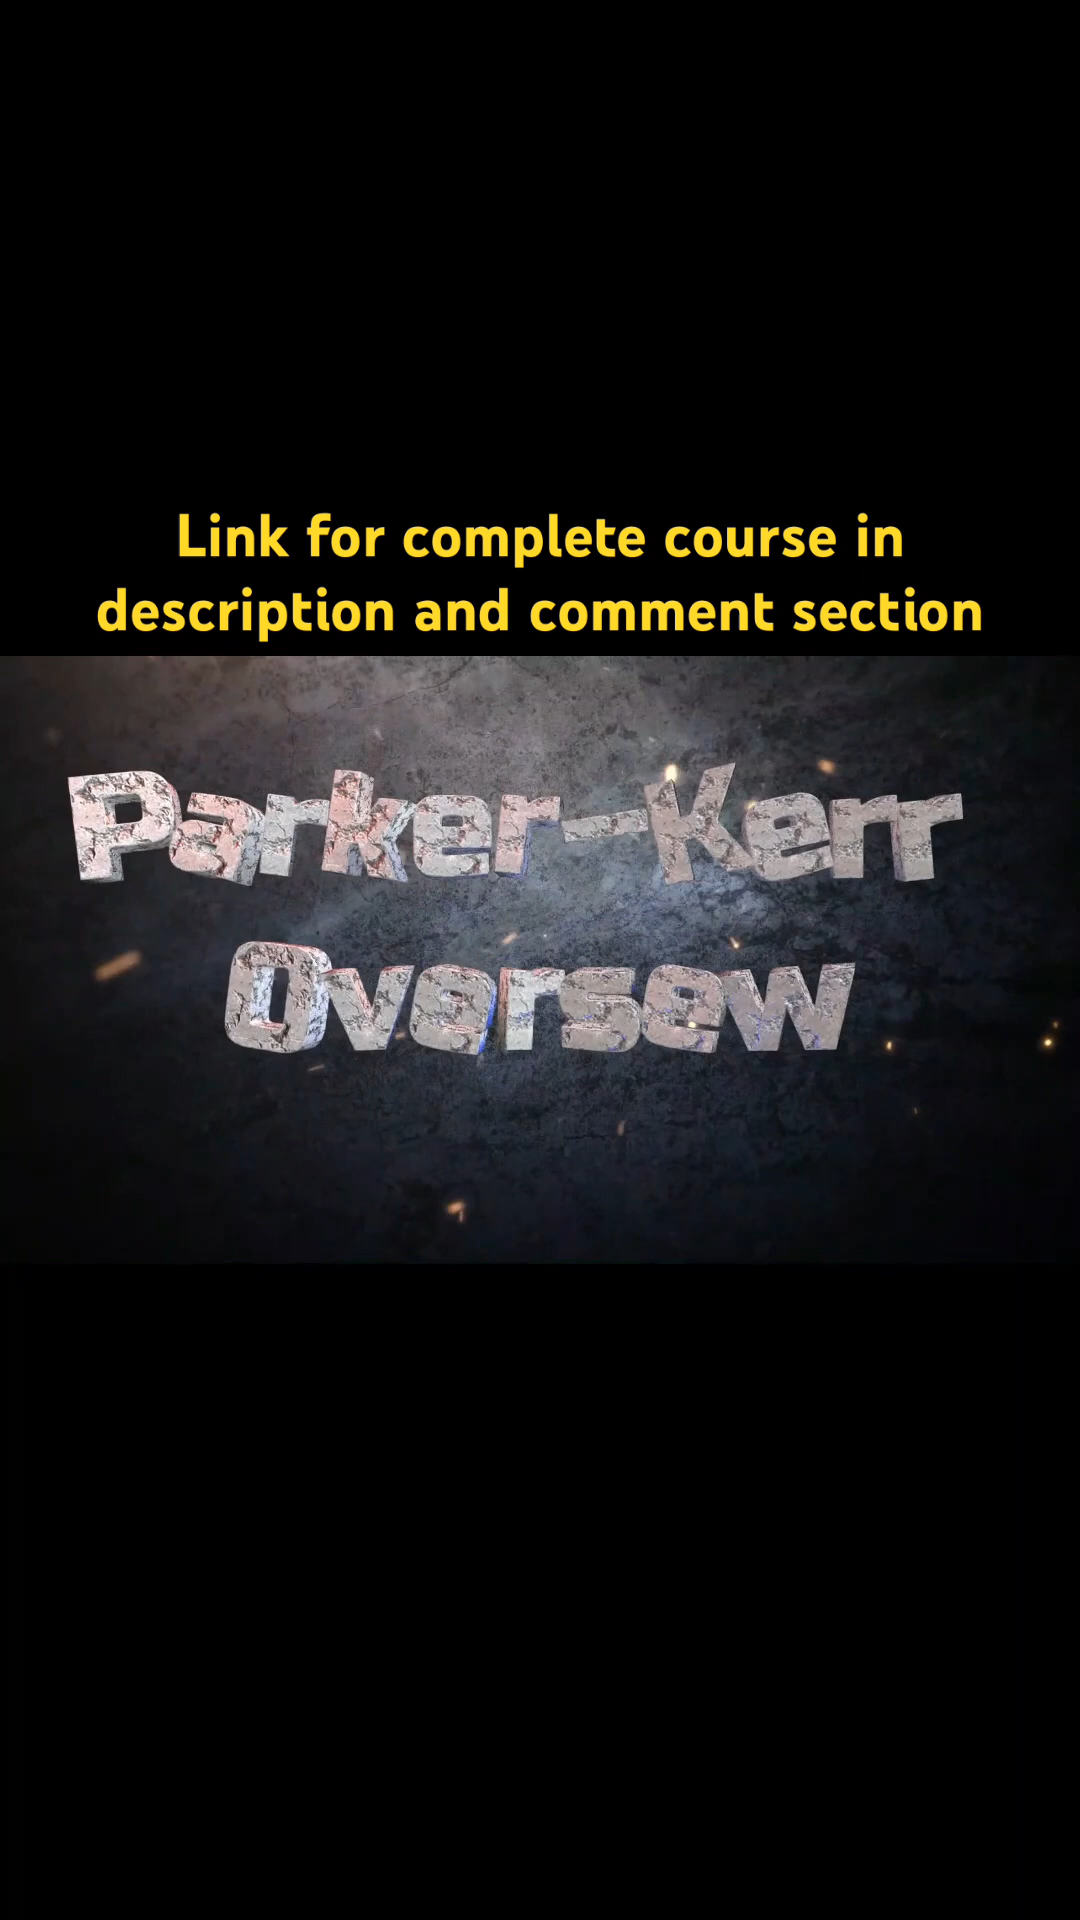 Link for complete course in
description and comment section
Parker-Kerr
Oversew